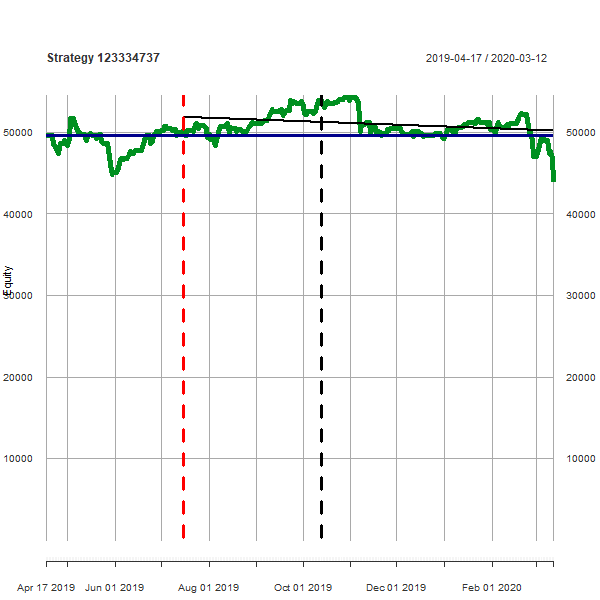 Strategy 123334737 2019-04-17 / 2020-03-12
50000 50000
40000 40000
Equity
30000 30000
20000 20000
10000 10000
Apr 17 2019 Jun 01 2019 Aug 01 2019 Oct 01 2019 Dec 01 2019 Feb 01 2020